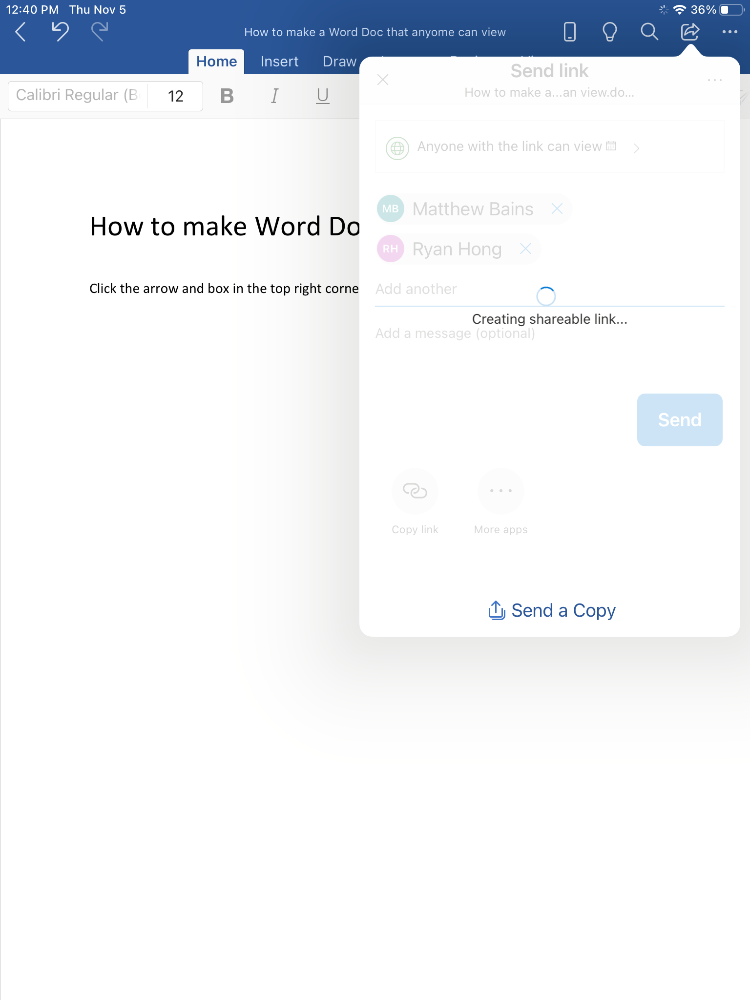 12:40 PM Thu Nov 5
36%
How to make a Word Doc that anyome can view
Home Insert Draw
Calibri Regular (B
12
B I U
Send link
How to make a...an view.do...
Anyone with the link can view
How to make Word Do
Click the arrow and box in the top right corne
MB Matthew Bains
RH Ryan Hong
Add another
Creating shareable link...
Add a message (optional)
Send
Copy link More apps
Send a Copy